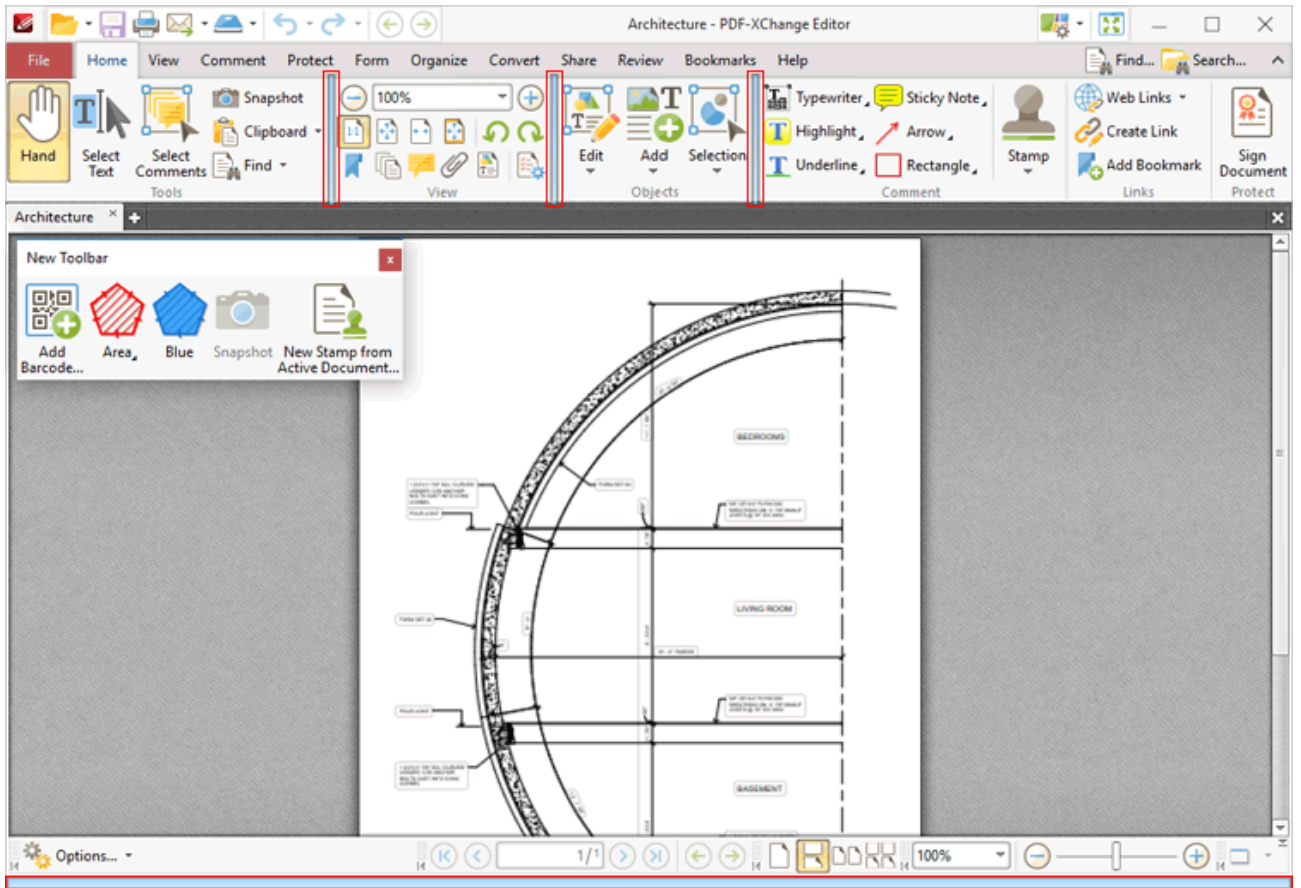 Architecture - PDF-XChange Editor
File Home View Comment Protect Form Organize Convert Share Review Bookmarks Help Find... Search...
Hand
Select Text
Select Comments
Snapshot
Clipboard
Find
Tools
100%
View
Edit
Add
Selection
Objects
Typewriter
Highlight
Underline
Sticky Note
Arrow
Rectangle
Stamp
Comment
Web Links
Create Link
Add Bookmark
Links
Sign Document
Protect
Architecture
New Toolbar
Add Barcode...
Area
Blue
Snapshot
New Stamp from Active Document...
BEDROOMS
LIVING ROOM
BASEMENT
Options...
1/1
100%